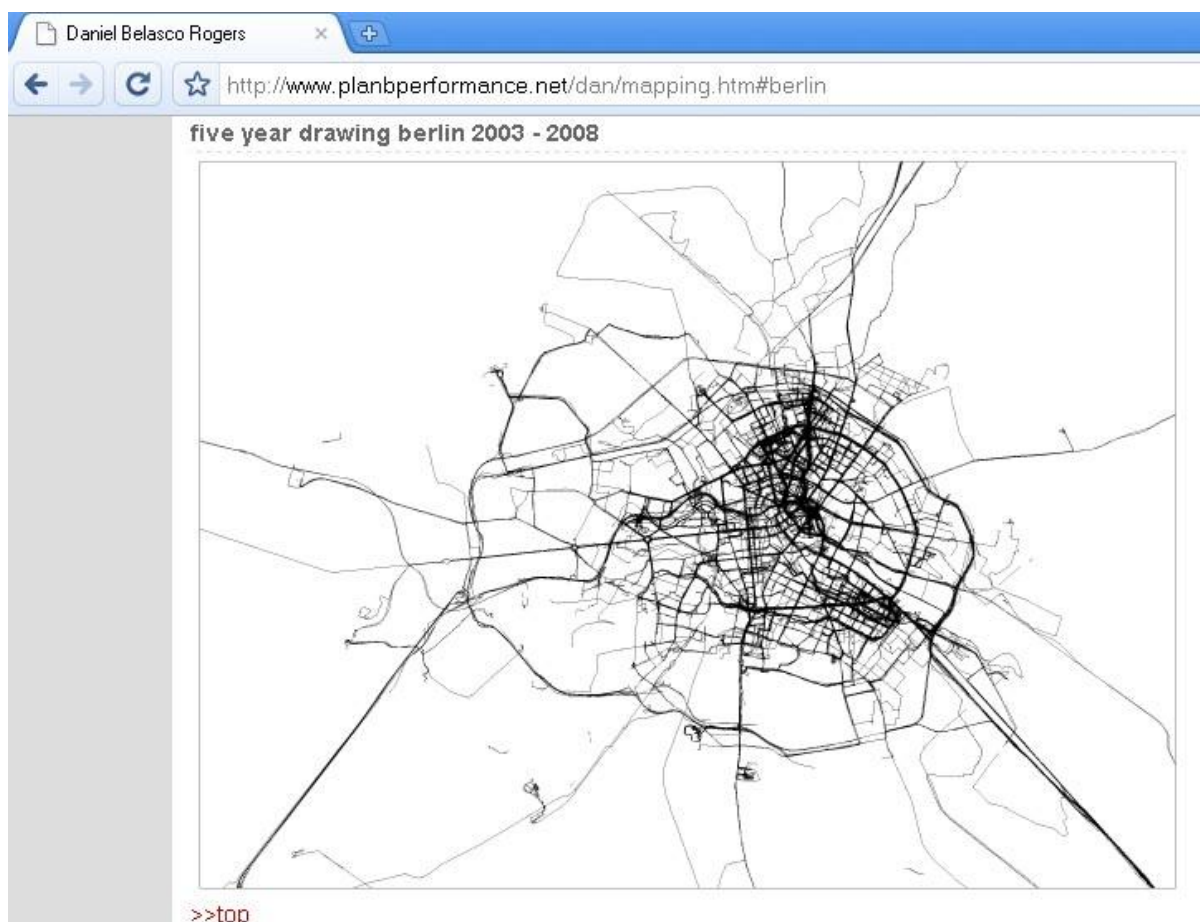 Daniel Belasco Rogers
http://www.planbperformance.net/dan/mapping.htm#berlin
five year drawing berlin 2003 - 2008
>>top